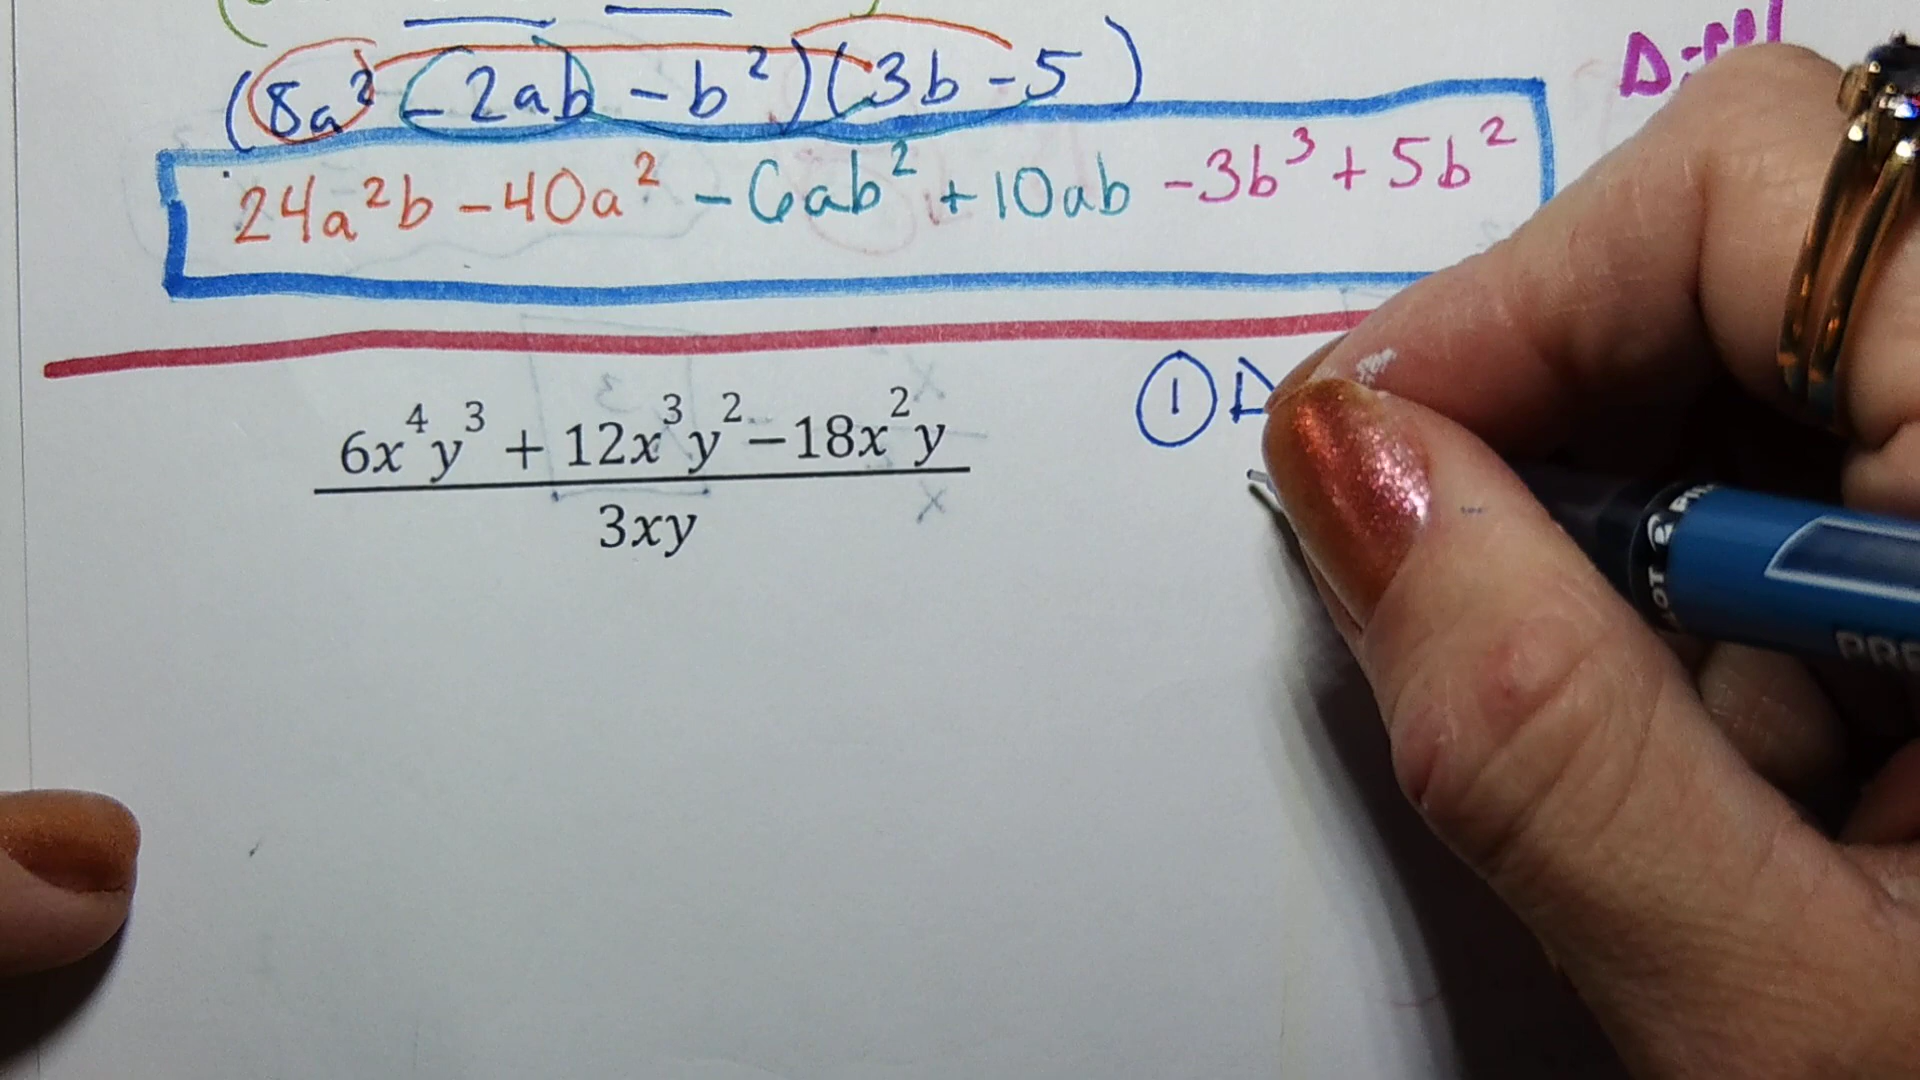 (8a² - 2ab - b²)(3b - 5)
24a²b - 40a² - 6ab² + 10ab - 3b³ + 5b²
① D
6x⁴y³ + 12x³y² - 18x²y
3xy